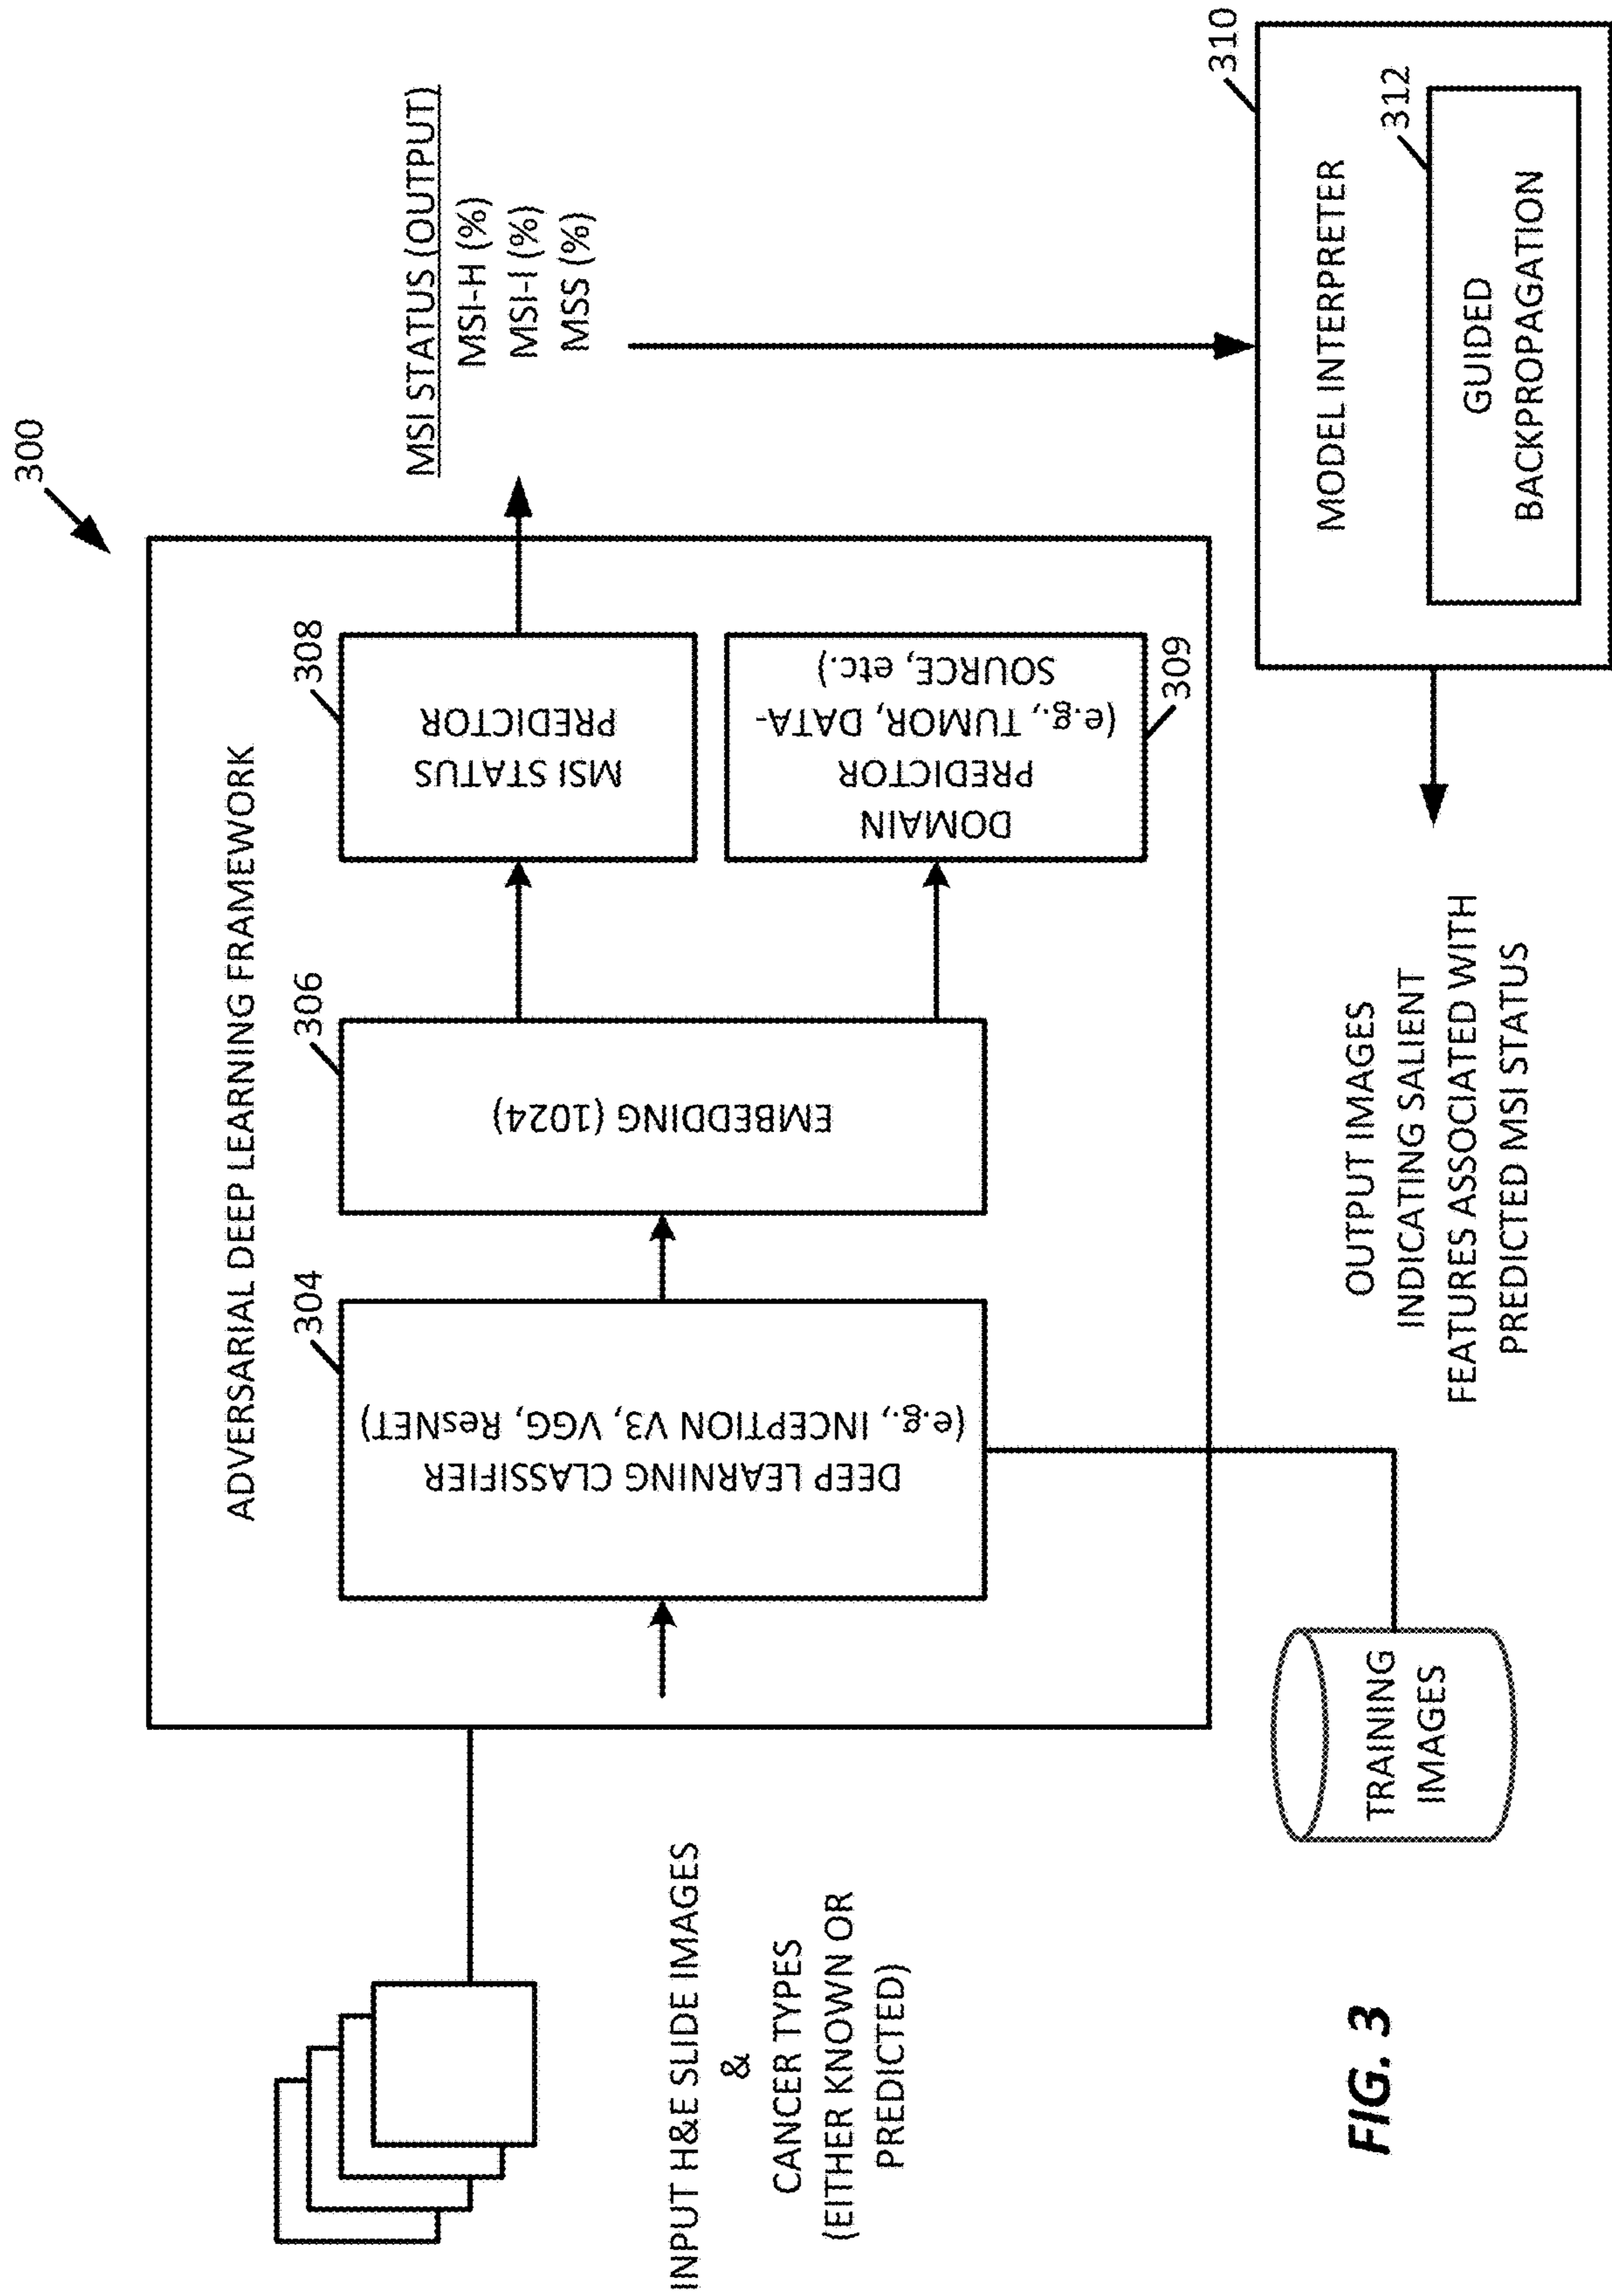 300
ADVERSARIAL DEEP LEARNING FRAMEWORK
INPUT H&E SLIDE IMAGES
&
CANCER TYPES
(EITHER KNOWN OR
PREDICTED)
304
DEEP LEARNING CLASSIFIER
(e.g., INCEPTION V3, VGG, ResNET)
306
EMBEDDING (1024)
308
MSI STATUS
PREDICTOR
DOMAIN
PREDICTOR
(e.g., TUMOR, DATA-
SOURCE, etc.)
309
MSI STATUS (OUTPUT)
MSI-H (%)
MSI-I (%)
MSS (%)
TRAINING
IMAGES
310
MODEL INTERPRETER
312
GUIDED
BACKPROPAGATION
OUTPUT IMAGES
INDICATING SALIENT
FEATURES ASSOCIATED WITH
PREDICTED MSI STATUS
FIG. 3